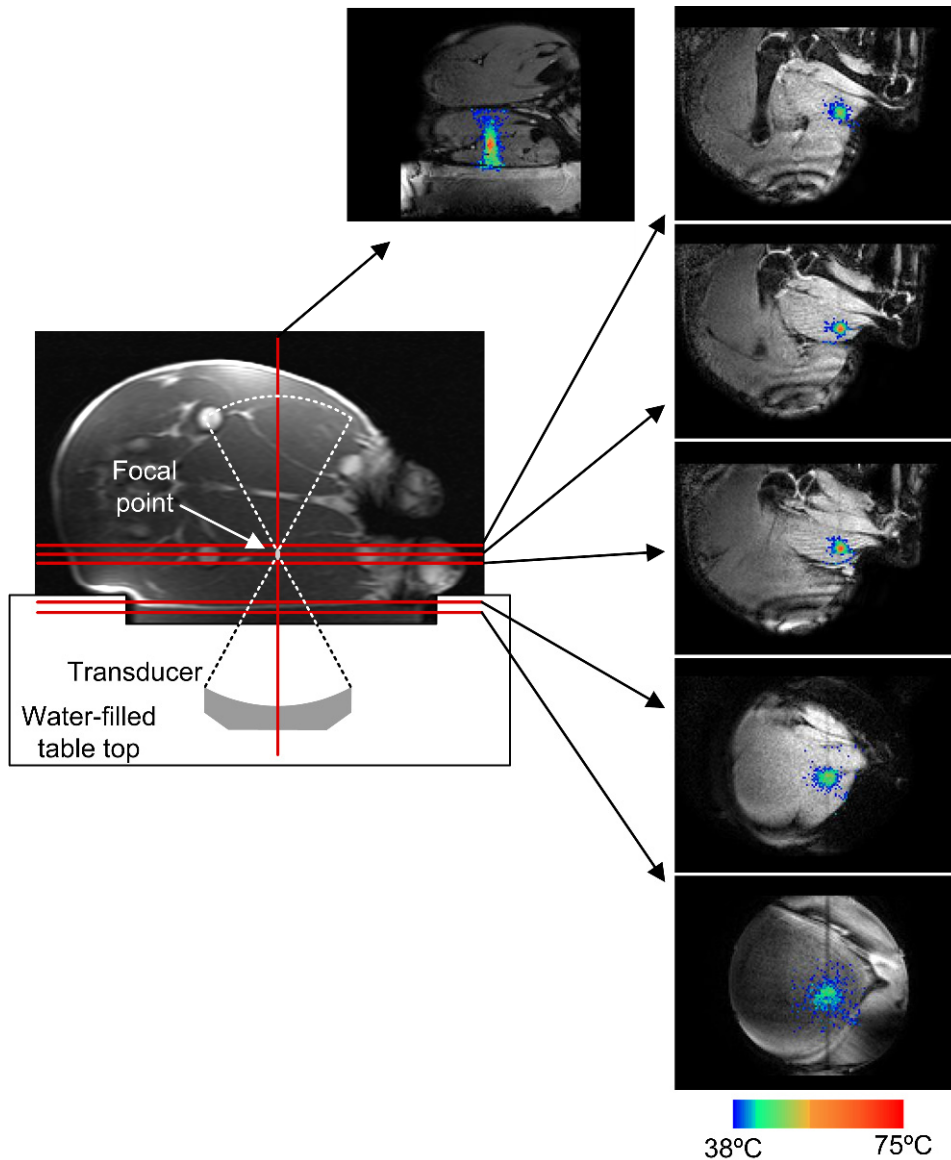 Focal
point
Transducer
Water-filled
table top
38ºC
75ºC